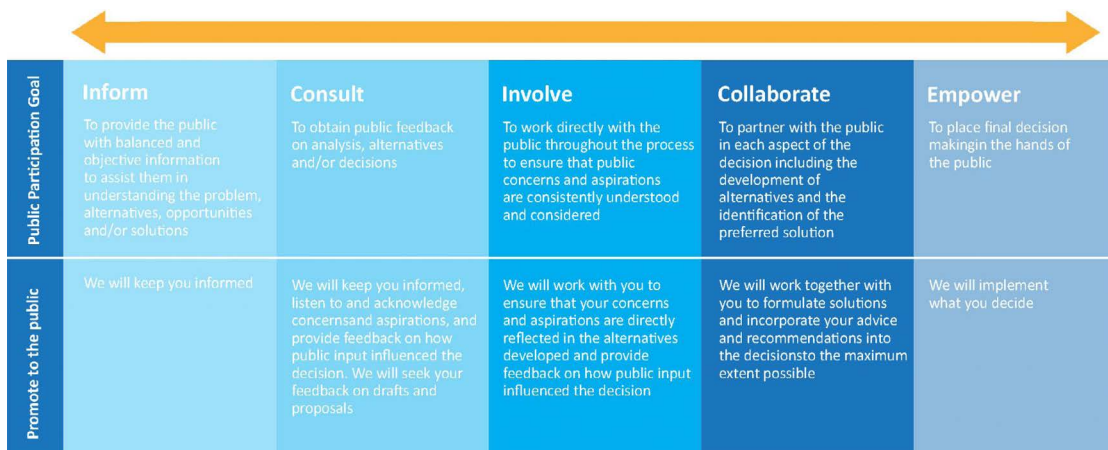 Public Participation Goal
Inform
To provide the public
with balanced and
objective information
to assist them in
understanding the problem,
alternatives, opportunities
and/or solutions
Consult
To obtain public feedback
on analysis, alternatives
and/or decisions
Involve
To work directly with the
public throughout the process
to ensure that public
concerns and aspirations
are consistently understood
and considered
Collaborate
To partner with the public
in each aspect of the
decision including the
development of
alternatives and the
identification of the
preferred solution
Empower
To place final decision
makingin the hands of
the public
Promote to the public
We will keep you informed
We will keep you informed,
listen to and acknowledge
concernsand aspirations, and
provide feedback on how
public input influenced the
decision. We will seek your
feedback on drafts and
proposals
We will work with you to
ensure that your concerns
and aspirations are directly
reflected in the alternatives
developed and provide
feedback on how public input
influenced the decision
We will work together with
you to formulate solutions
and incorporate your advice
and recommendations into
the decisionsto the maximum
extent possible
We will implement
what you decide